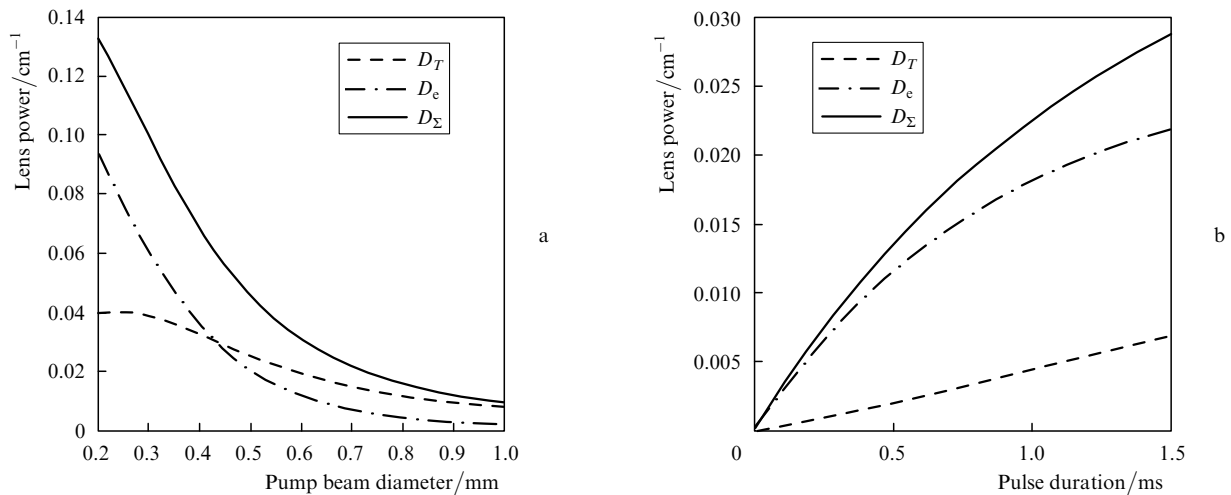 Lens power/cm⁻¹
0.14
0.12
0.10
0.08
0.06
0.04
0.02
0
0.2 0.3 0.4 0.5 0.6 0.7 0.8 0.9 1.0
Pump beam diameter/mm
D_T
D_e
D_Σ
a
Lens power/cm⁻¹
0.030
0.025
0.020
0.015
0.010
0.005
0 0.5 1.0 1.5
Pulse duration/ms
D_T
D_e
D_Σ
b